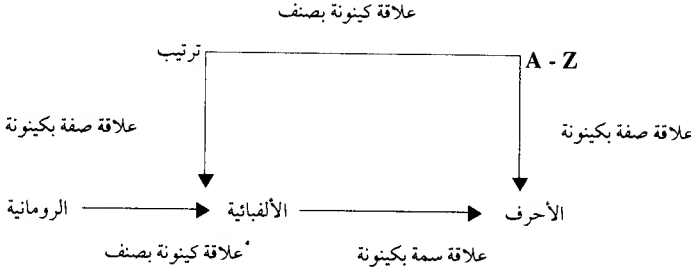 علاقة كينونة بصنف
A - Z ترتيب
علاقة صفة بكينونة علاقة صفة بكينونة
الأحرف الألفبائية الرومانية
علاقة سمة بكينونة علاقة كينونة بصنف